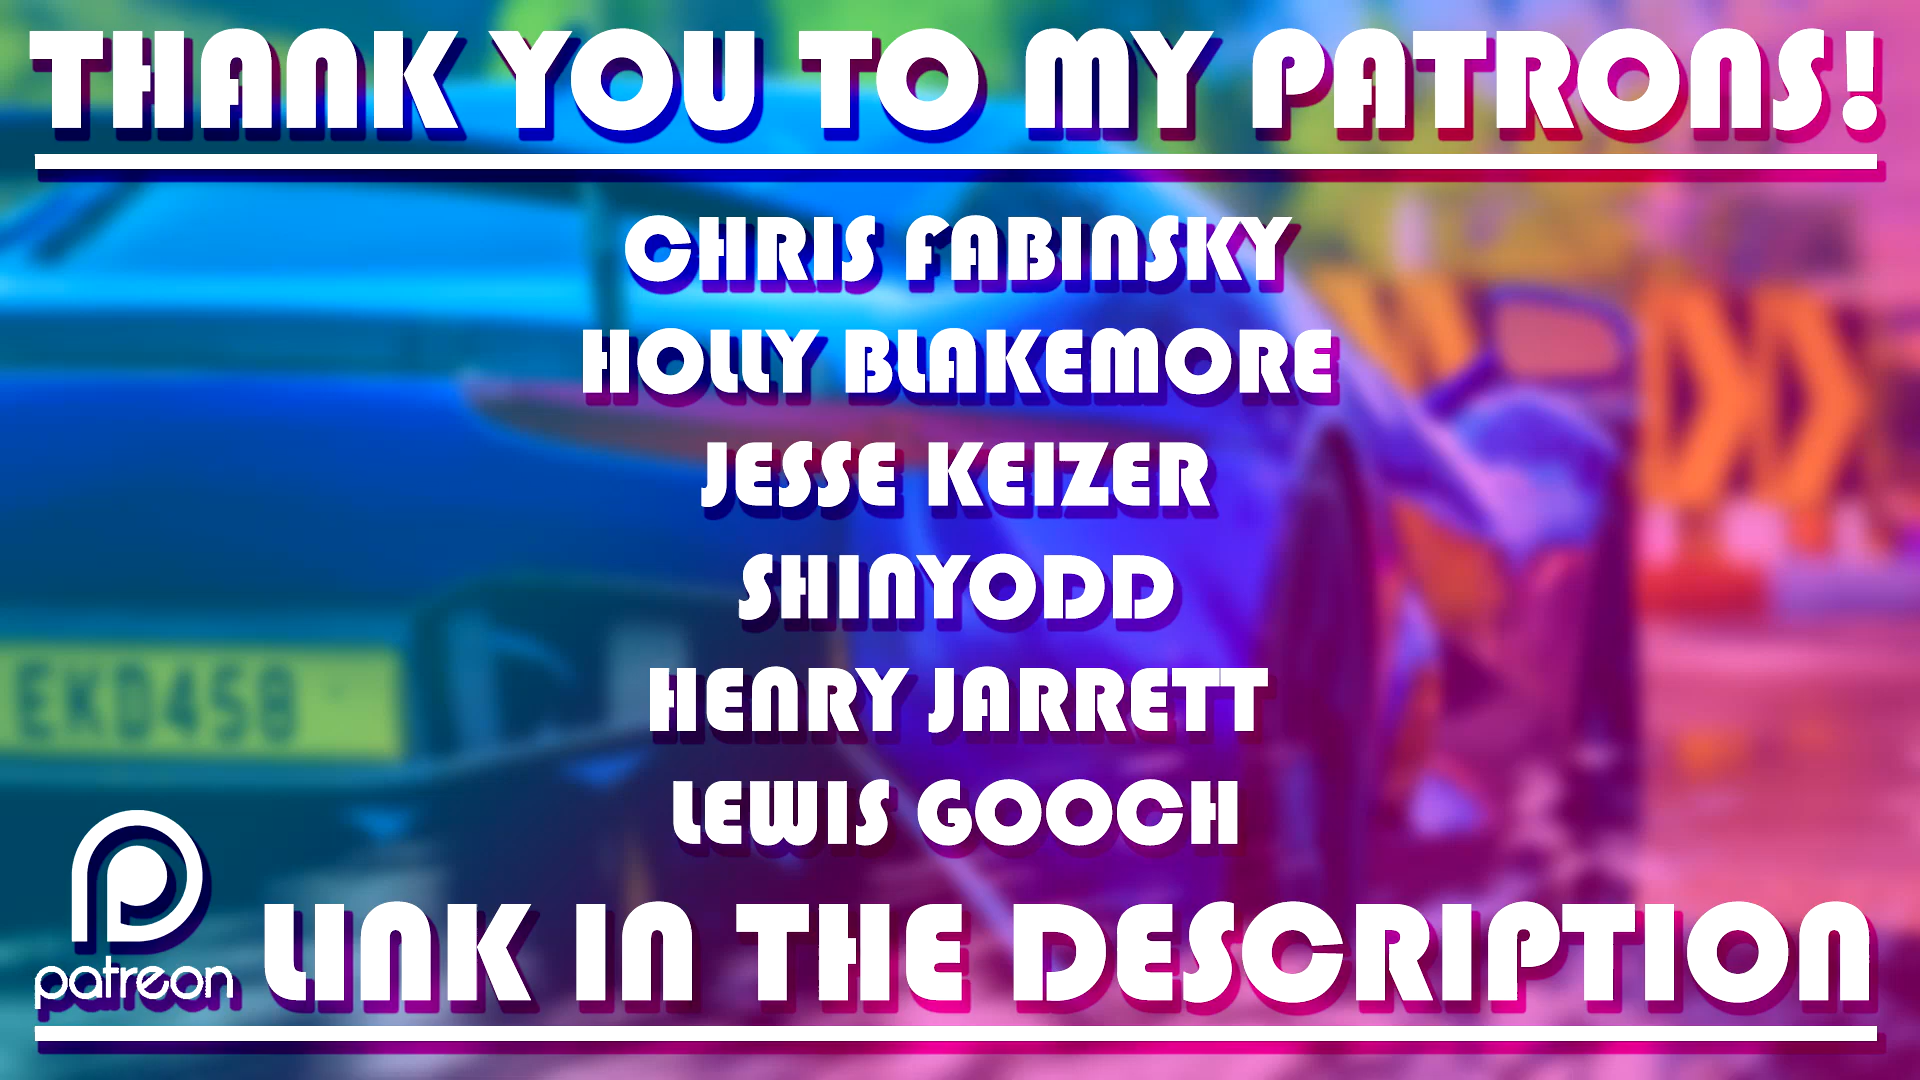 THANK YOU TO MY PATRONS!
CHRIS FABINSKY
HOLLY BLAKEMORE
JESSE KEIZER
SHINYODD
HENRY JARRETT
LEWIS GOOCH
EKD458
patreon
LINK IN THE DESCRIPTION